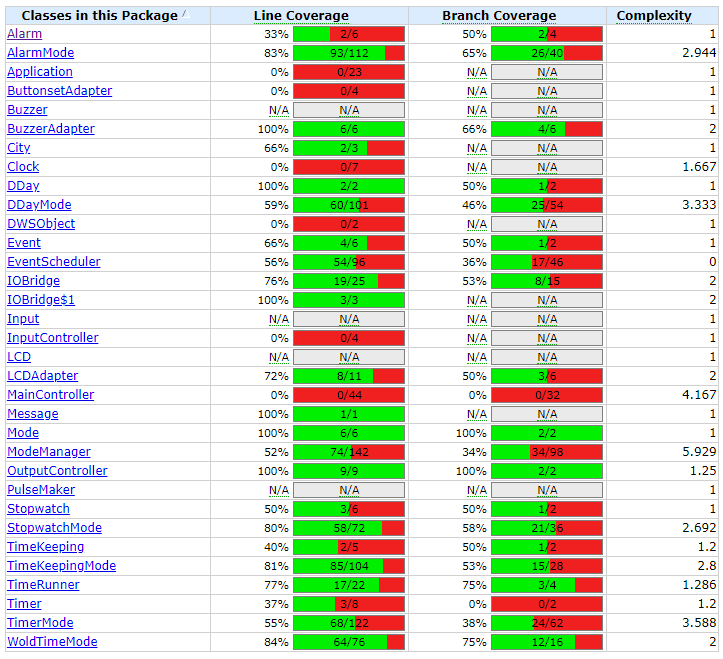 Classes in this Package Line Coverage Branch Coverage Complexity
Alarm 33% 2/6 50% 2/4 1
AlarmMode 83% 93/112 65% 26/40 2.944
Application 0% 0/23 N/A N/A 1
ButtonsetAdapter 0% 0/4 N/A N/A 1
Buzzer N/A N/A N/A N/A 1
BuzzerAdapter 100% 6/6 66% 4/6 2
City 66% 2/3 N/A N/A 1
Clock 0% 0/7 N/A N/A 1.667
DDay 100% 2/2 50% 1/2 1
DDayMode 59% 60/101 46% 25/54 3.333
DWSObject 0% 0/2 N/A N/A 1
Event 66% 4/6 50% 1/2 1
EventScheduler 56% 54/96 36% 17/46 0
IOBridge 76% 19/25 53% 8/15 2
IOBridge$1 100% 3/3 N/A N/A 2
Input N/A N/A N/A N/A 1
InputController 0% 0/4 N/A N/A 1
LCD N/A N/A N/A N/A 1
LCDAdapter 72% 8/11 50% 3/6 2
MainController 0% 0/44 0% 0/32 4.167
Message 100% 1/1 N/A N/A 1
Mode 100% 6/6 100% 2/2 1
ModeManager 52% 74/142 34% 34/98 5.929
OutputController 100% 9/9 100% 2/2 1.25
PulseMaker N/A N/A N/A N/A 1
Stopwatch 50% 3/6 50% 1/2 1
StopwatchMode 80% 58/72 58% 21/36 2.692
TimeKeeping 40% 2/5 50% 1/2 1.2
TimeKeepingMode 81% 85/104 53% 15/28 2.8
TimeRunner 77% 17/22 75% 3/4 1.286
Timer 37% 3/8 0% 0/2 1.2
TimerMode 55% 68/122 38% 24/62 3.588
WoldTimeMode 84% 64/76 75% 12/16 2